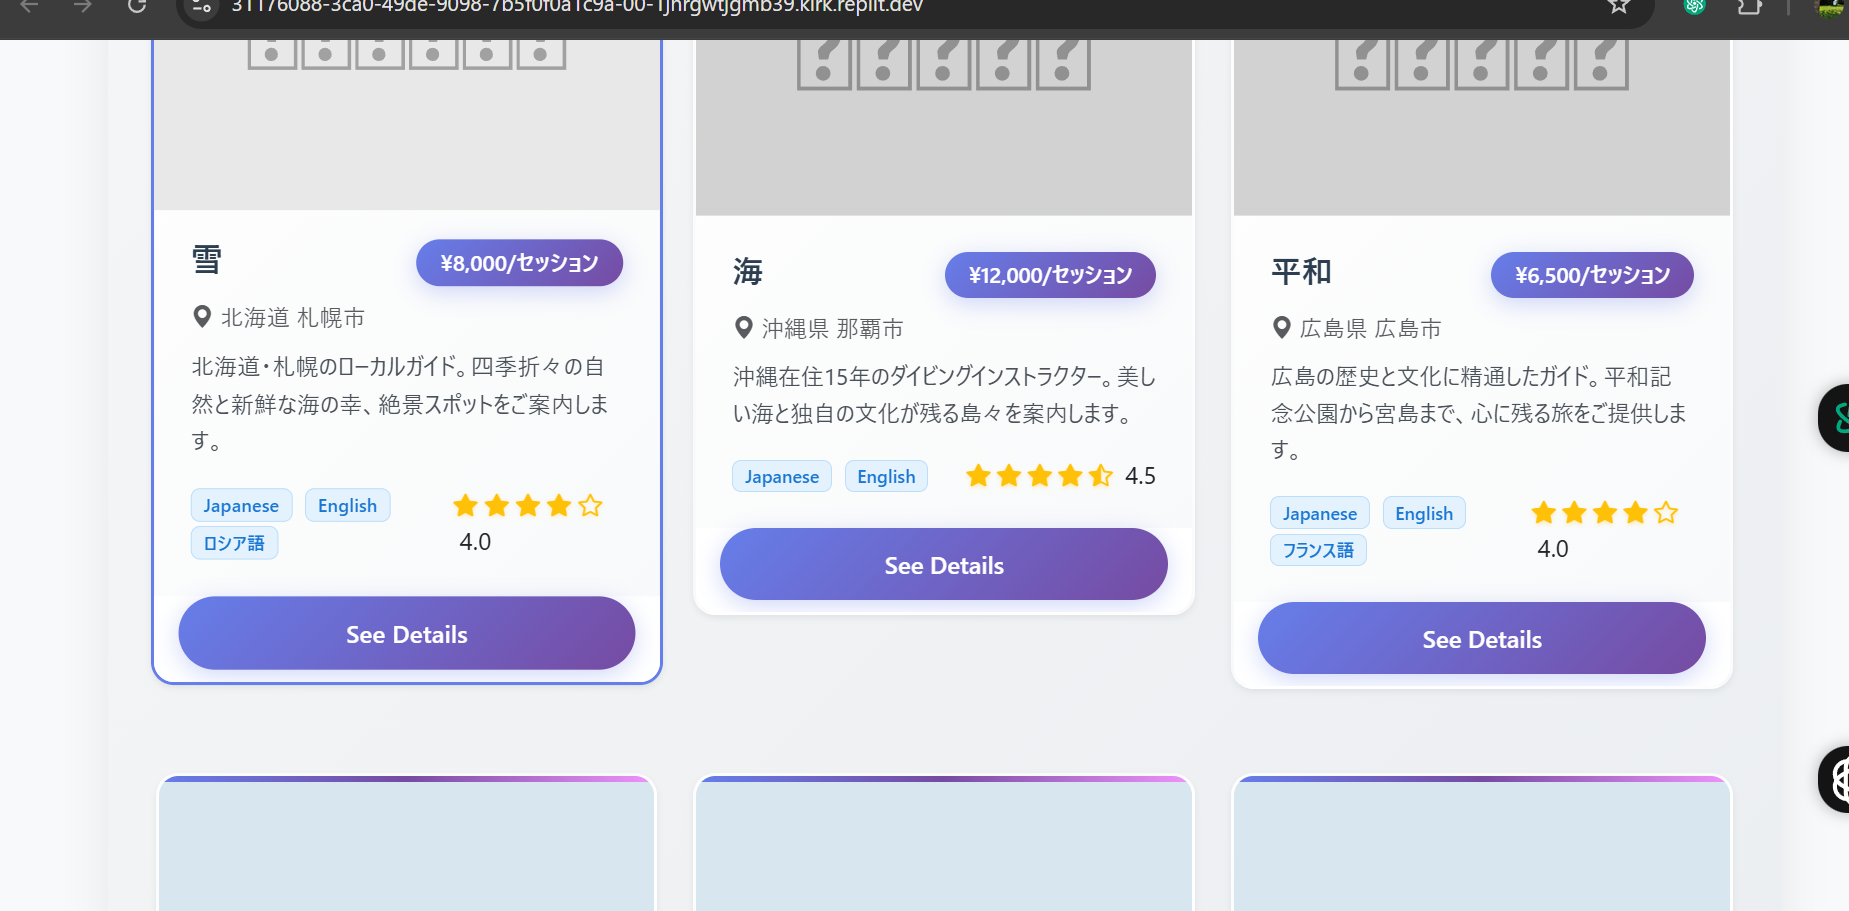 31176088-3ca0-49de-9098-7b5f0f0a1c9a-00-1jhrgwtjgmb39.kirk.replit.dev
雪
¥8,000/セッション
北海道 札幌市
北海道・札幌のローカルガイド。四季折々の自
然と新鮮な海の幸、絶景スポットをご案内しま
す。
Japanese
English
ロシア語
4.0
See Details
海
¥12,000/セッション
沖縄県 那覇市
沖縄在住15年のダイビングインストラクター。美し
い海と独自の文化が残る島々を案内します。
Japanese
English
4.5
See Details
平和
¥6,500/セッション
広島県 広島市
広島の歴史と文化に精通したガイド。平和記
念公園から宮島まで、心に残る旅をご提供しま
す。
Japanese
English
フランス語
4.0
See Details